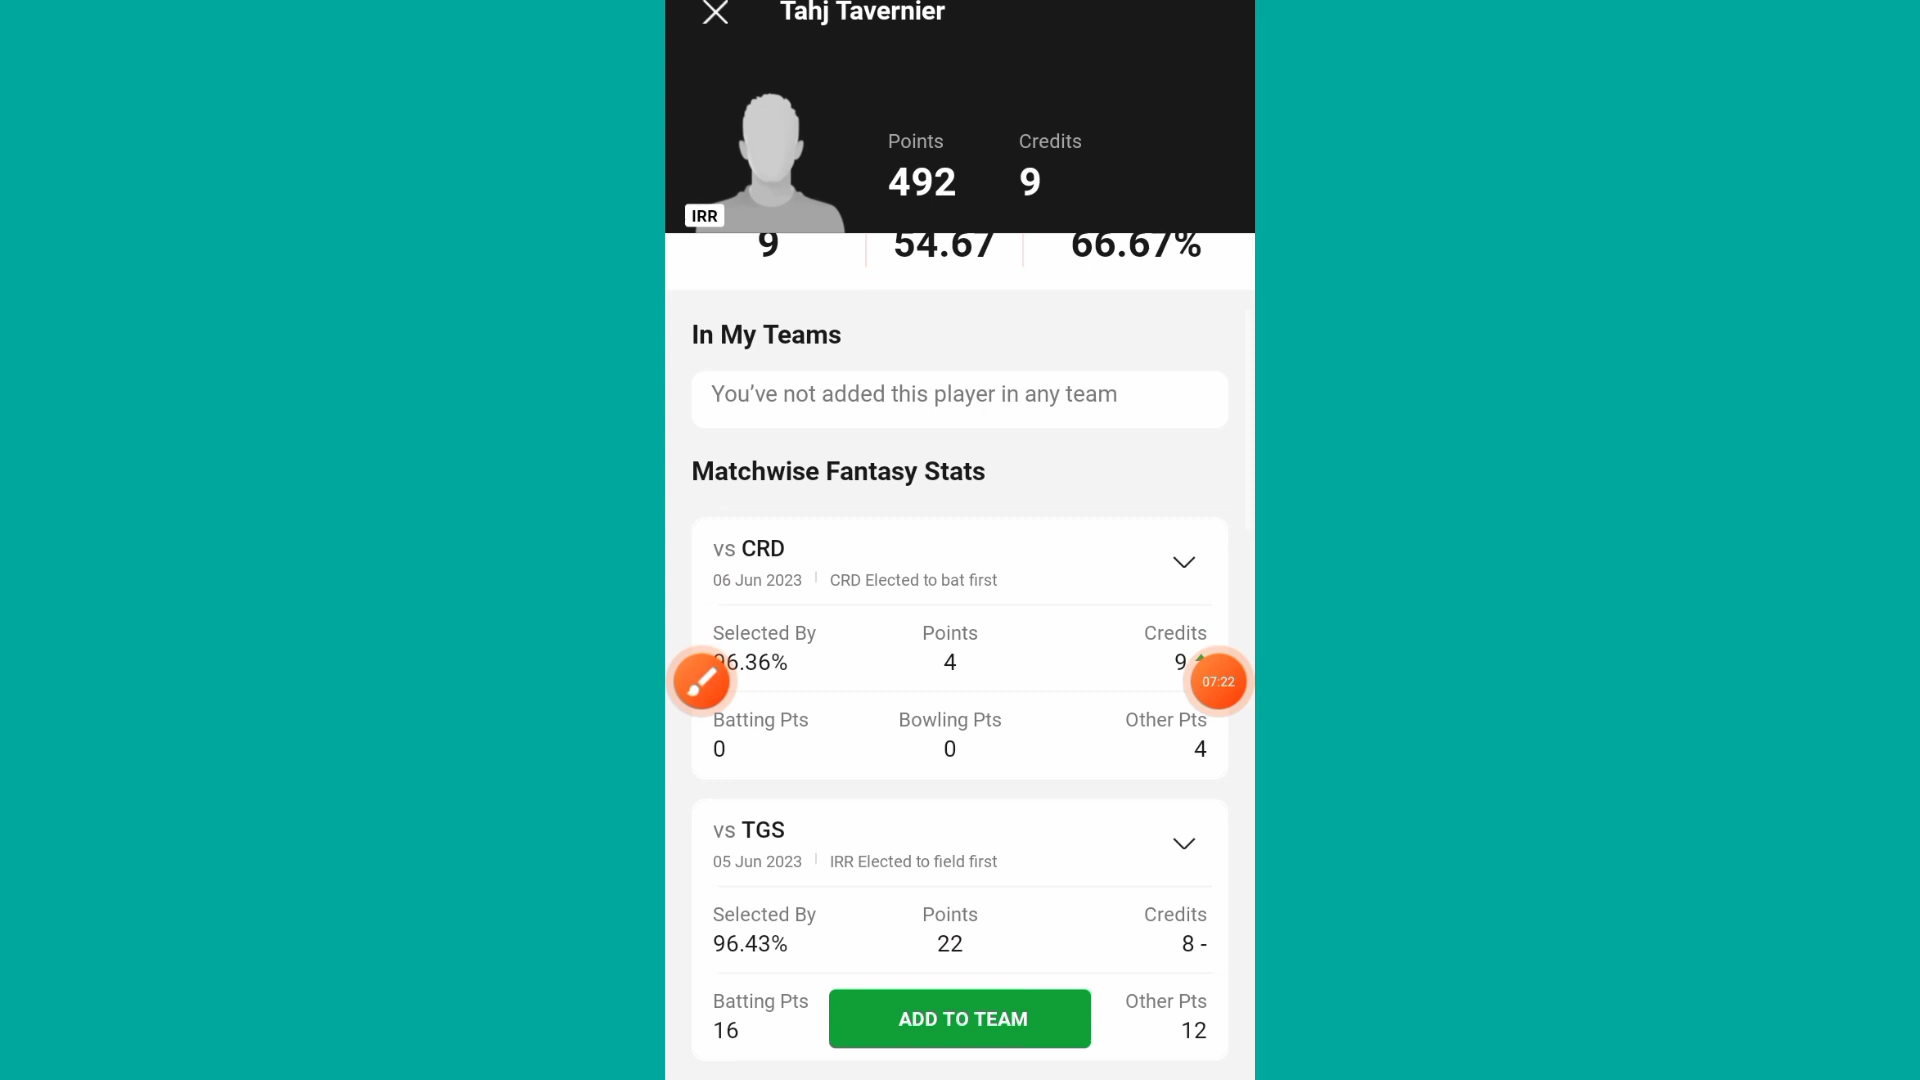 Tahj Tavernier
Points
Credits
492
9
IRR
9
54.67
66.67%
In My Teams
You’ve not added this player in any team
Matchwise Fantasy Stats
vs CRD
06 Jun 2023
CRD Elected to bat first
Selected By
Points
Credits
96.36%
4
9
07:22
Batting Pts
Bowling Pts
Other Pts
0
0
4
vs TGS
05 Jun 2023
IRR Elected to field first
Selected By
Points
Credits
96.43%
22
8 -
Batting Pts
Other Pts
16
ADD TO TEAM
12